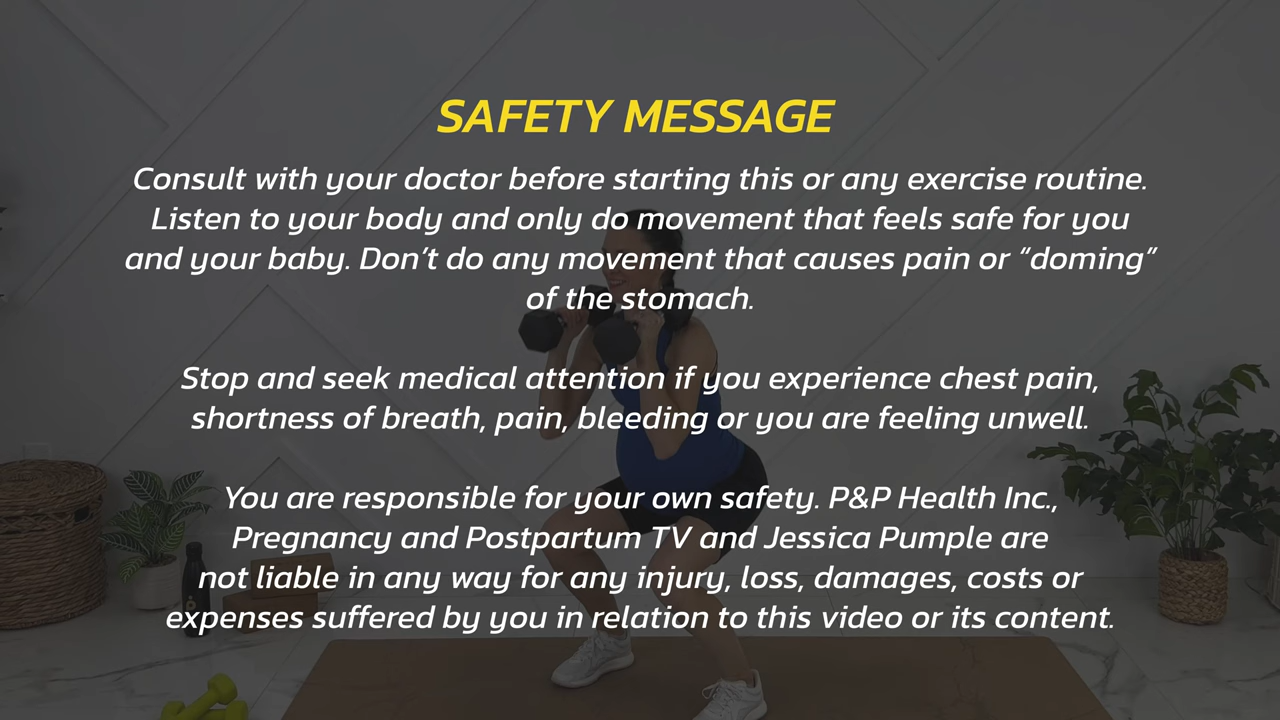 SAFETY MESSAGE
Consult with your doctor before starting this or any exercise routine.
Listen to your body and only do movement that feels safe for you
and your baby. Don’t do any movement that causes pain or “doming”
of the stomach.
Stop and seek medical attention if you experience chest pain,
shortness of breath, pain, bleeding or you are feeling unwell.
You are responsible for your own safety. P&P Health Inc.,
Pregnancy and Postpartum TV and Jessica Pumple are
not liable in any way for any injury, loss, damages, costs or
expenses suffered by you in relation to this video or its content.